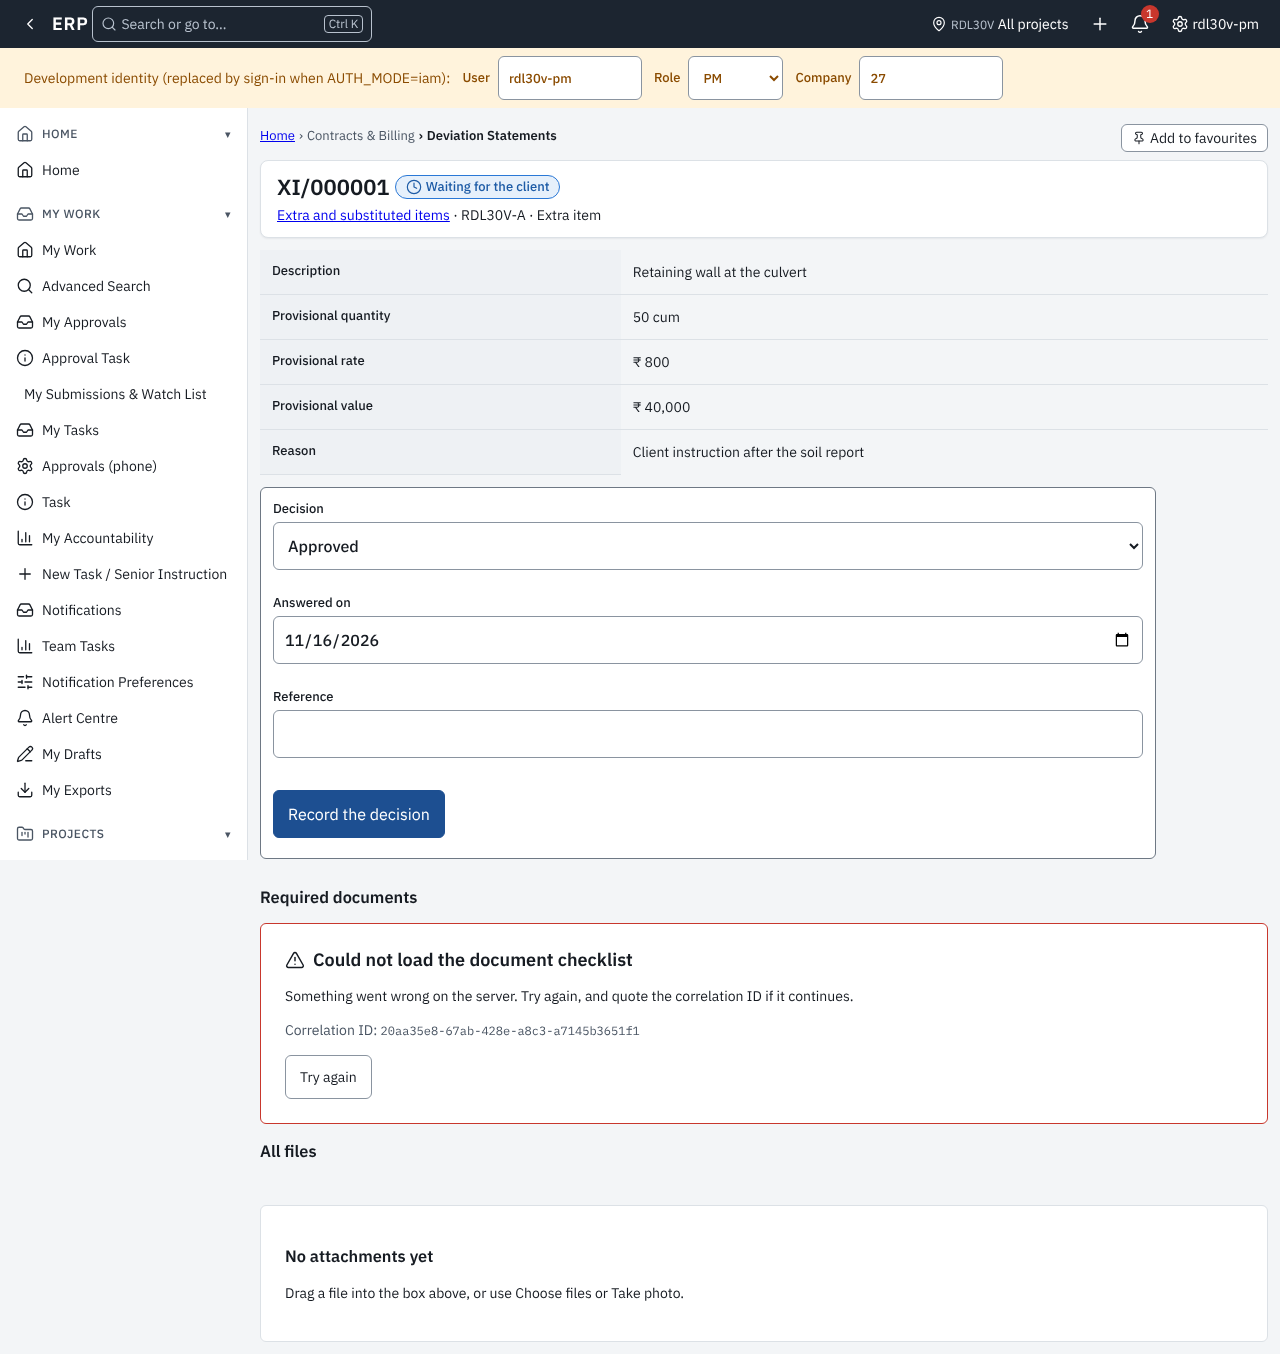 ERP
Search or go to...
Ctrl K
RDL30V All projects
1
rdl30v-pm
Development identity (replaced by sign-in when AUTH_MODE=iam):
User
rdl30v-pm
Role
PM
Company
27
HOME
Home
MY WORK
My Work
Advanced Search
My Approvals
Approval Task
My Submissions & Watch List
My Tasks
Approvals (phone)
Task
My Accountability
New Task / Senior Instruction
Notifications
Team Tasks
Notification Preferences
Alert Centre
My Drafts
My Exports
PROJECTS
Home › Contracts & Billing › Deviation Statements
Add to favourites
XI/000001
Waiting for the client
Extra and substituted items · RDL30V-A · Extra item
Description
Retaining wall at the culvert
Provisional quantity
50 cum
Provisional rate
₹ 800
Provisional value
₹ 40,000
Reason
Client instruction after the soil report
Decision
Approved
Answered on
11/16/2026
Reference
Record the decision
Required documents
Could not load the document checklist
Something went wrong on the server. Try again, and quote the correlation ID if it continues.
Correlation ID: 20aa35e8-67ab-428e-a8c3-a7145b3651f1
Try again
All files
No attachments yet
Drag a file into the box above, or use Choose files or Take photo.